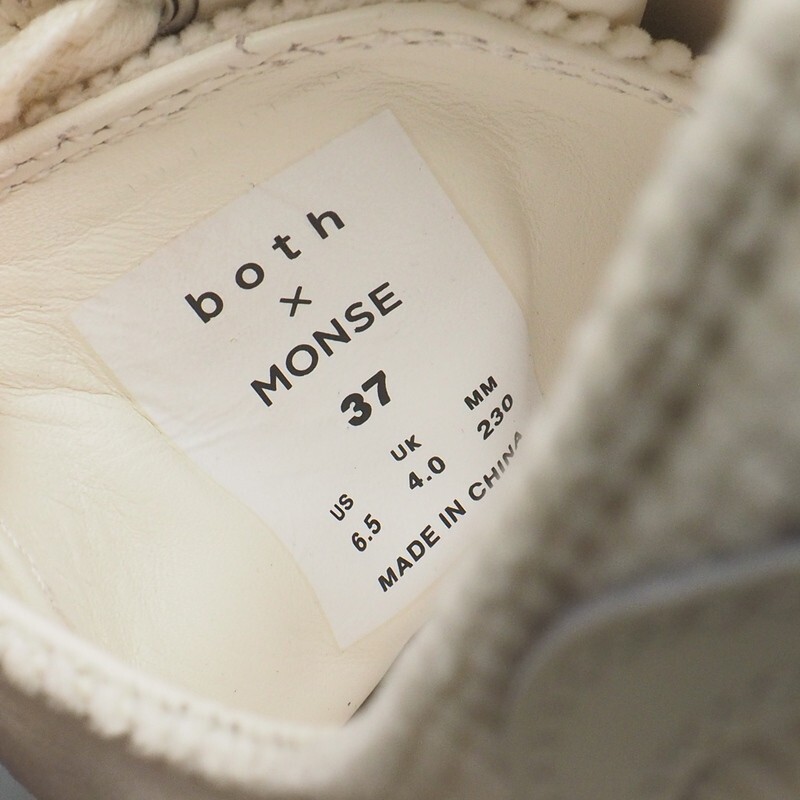 both
×
MONSE
37
US UK MM
6.5 4.0 230
MADE IN CHINA